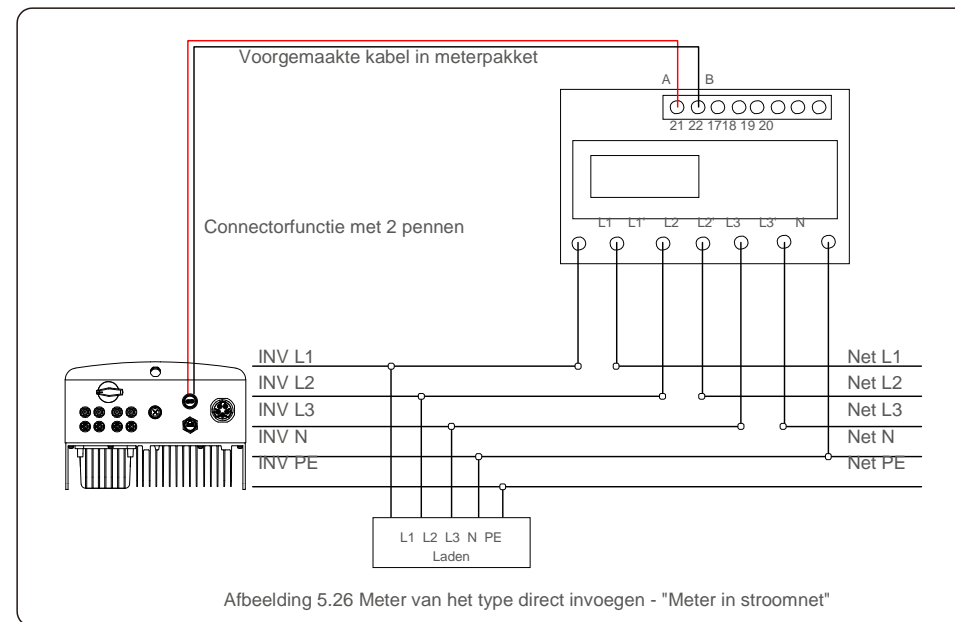 Voorgemaakte kabel in meterpakket
A B
21 22 1718 19 20
L1 L1' L2 L2' L3 L3' N
Connectorfunctie met 2 pennen
INV L1 Net L1
INV L2 Net L2
INV L3 Net L3
INV N Net N
INV PE Net PE
L1 L2 L3 N PE
Laden
Afbeelding 5.26 Meter van het type direct invoegen - "Meter in stroomnet"